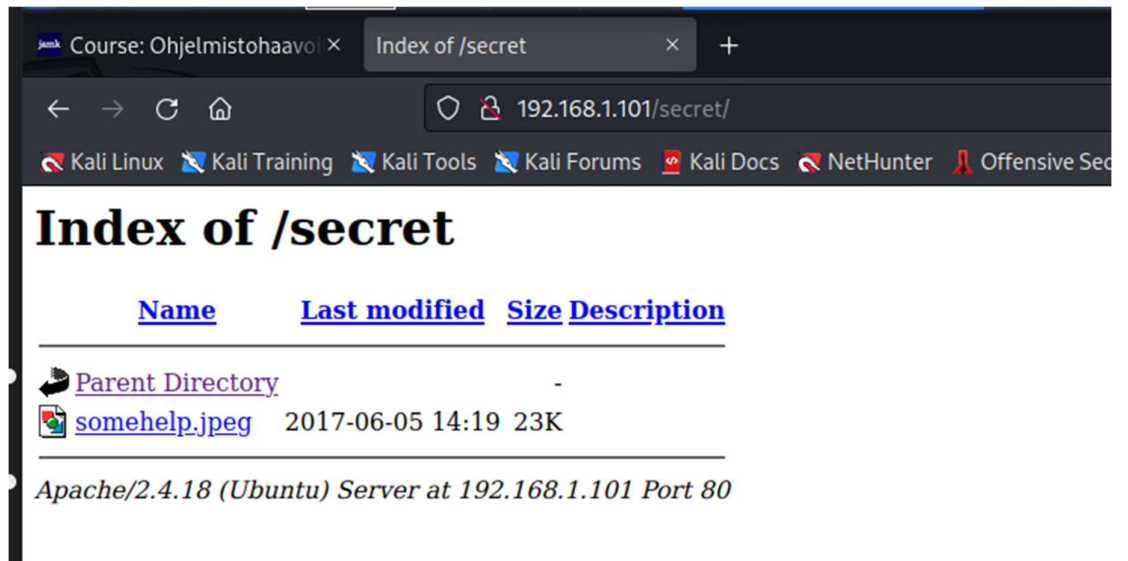 jamk Course: Ohjelmistohaavoi × Index of /secret × +
192.168.1.101/secret/
Kali Linux Kali Training Kali Tools Kali Forums Kali Docs NetHunter Offensive Sec
Index of /secret
Name Last modified Size Description
Parent Directory -
somehelp.jpeg 2017-06-05 14:19 23K
Apache/2.4.18 (Ubuntu) Server at 192.168.1.101 Port 80